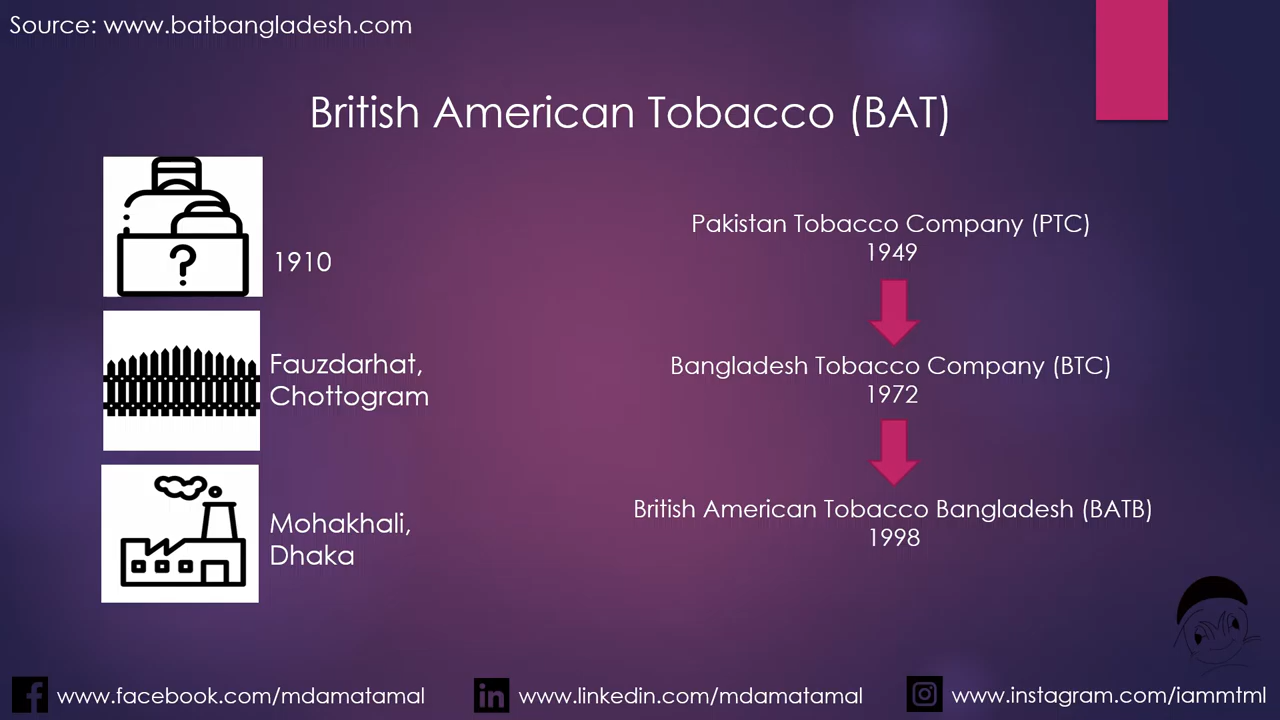 Source: www.batbangladesh.com
British American Tobacco (BAT)
?
1910
Fauzdarhat,
Chottogram
Mohakhali,
Dhaka
Pakistan Tobacco Company (PTC)
1949
Bangladesh Tobacco Company (BTC)
1972
British American Tobacco Bangladesh (BATB)
1998
www.facebook.com/mdamatamal
in www.linkedin.com/mdamatamal
www.instagram.com/iammtml